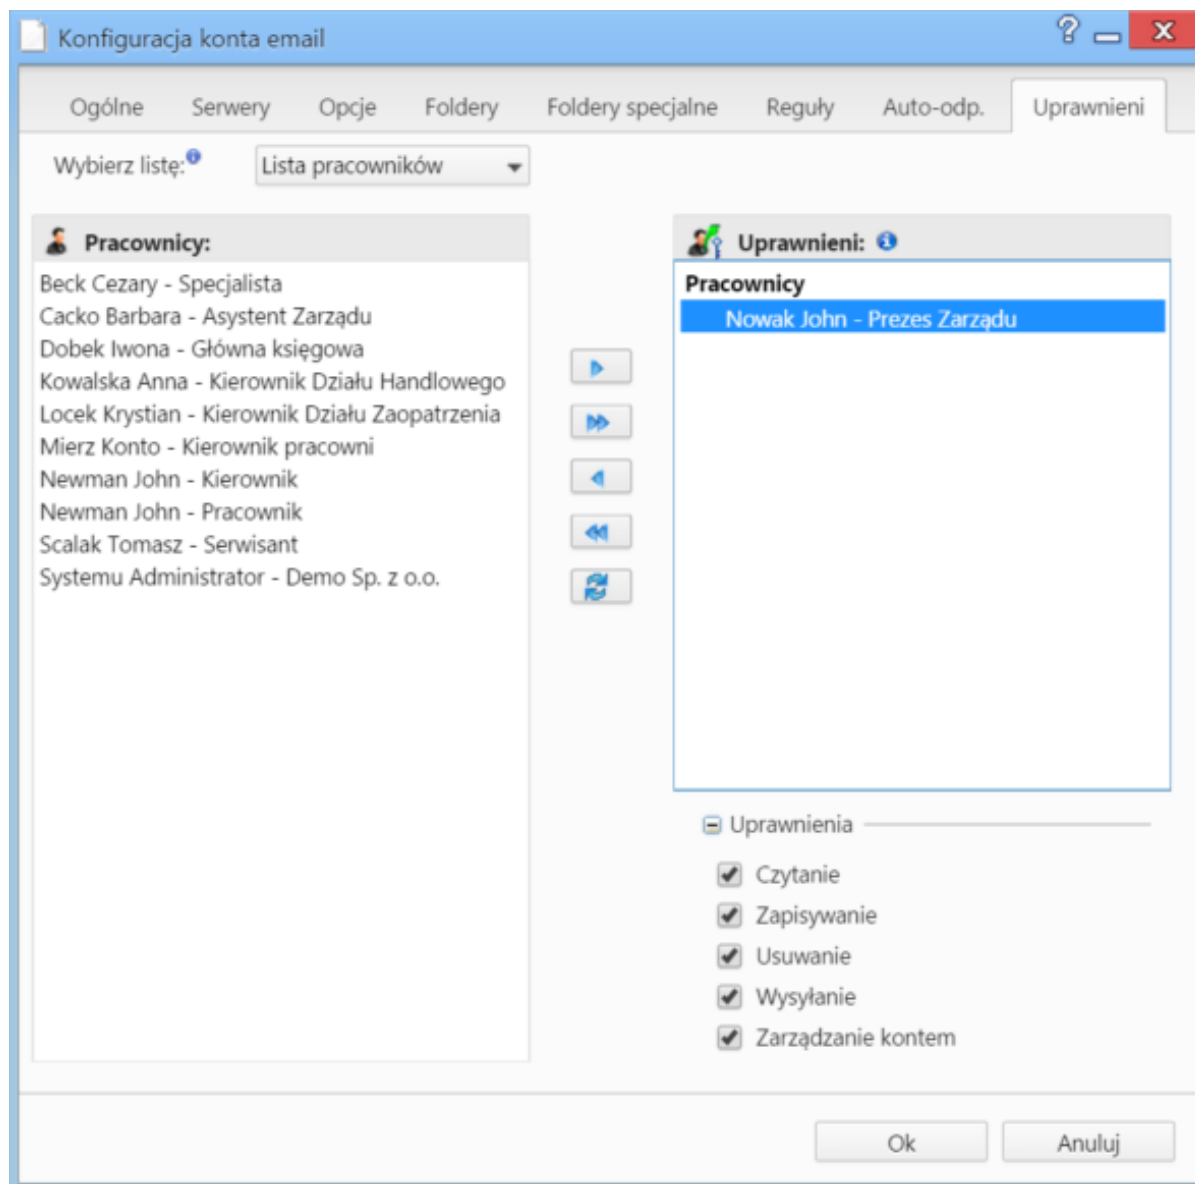 Konfiguracja konta email
Ogólne Serwery Opcje Foldery Foldery specjalne Reguły Auto-odp. Uprawnieni
Wybierz listę: Lista pracowników
Pracownicy:
Beck Cezary - Specjalista
Cacko Barbara - Asystent Zarządu
Dobek Iwona - Główna księgowa
Kowalska Anna - Kierownik Działu Handlowego
Locek Krystian - Kierownik Działu Zaopatrzenia
Mierz Konto - Kierownik pracowni
Newman John - Kierownik
Newman John - Pracownik
Scalak Tomasz - Serwisant
Systemu Administrator - Demo Sp. z o.o.
Uprawnieni:
Pracownicy
Nowak John - Prezes Zarządu
Uprawnienia
Czytanie
Zapisywanie
Usuwanie
Wysyłanie
Zarządzanie kontem
Ok Anuluj